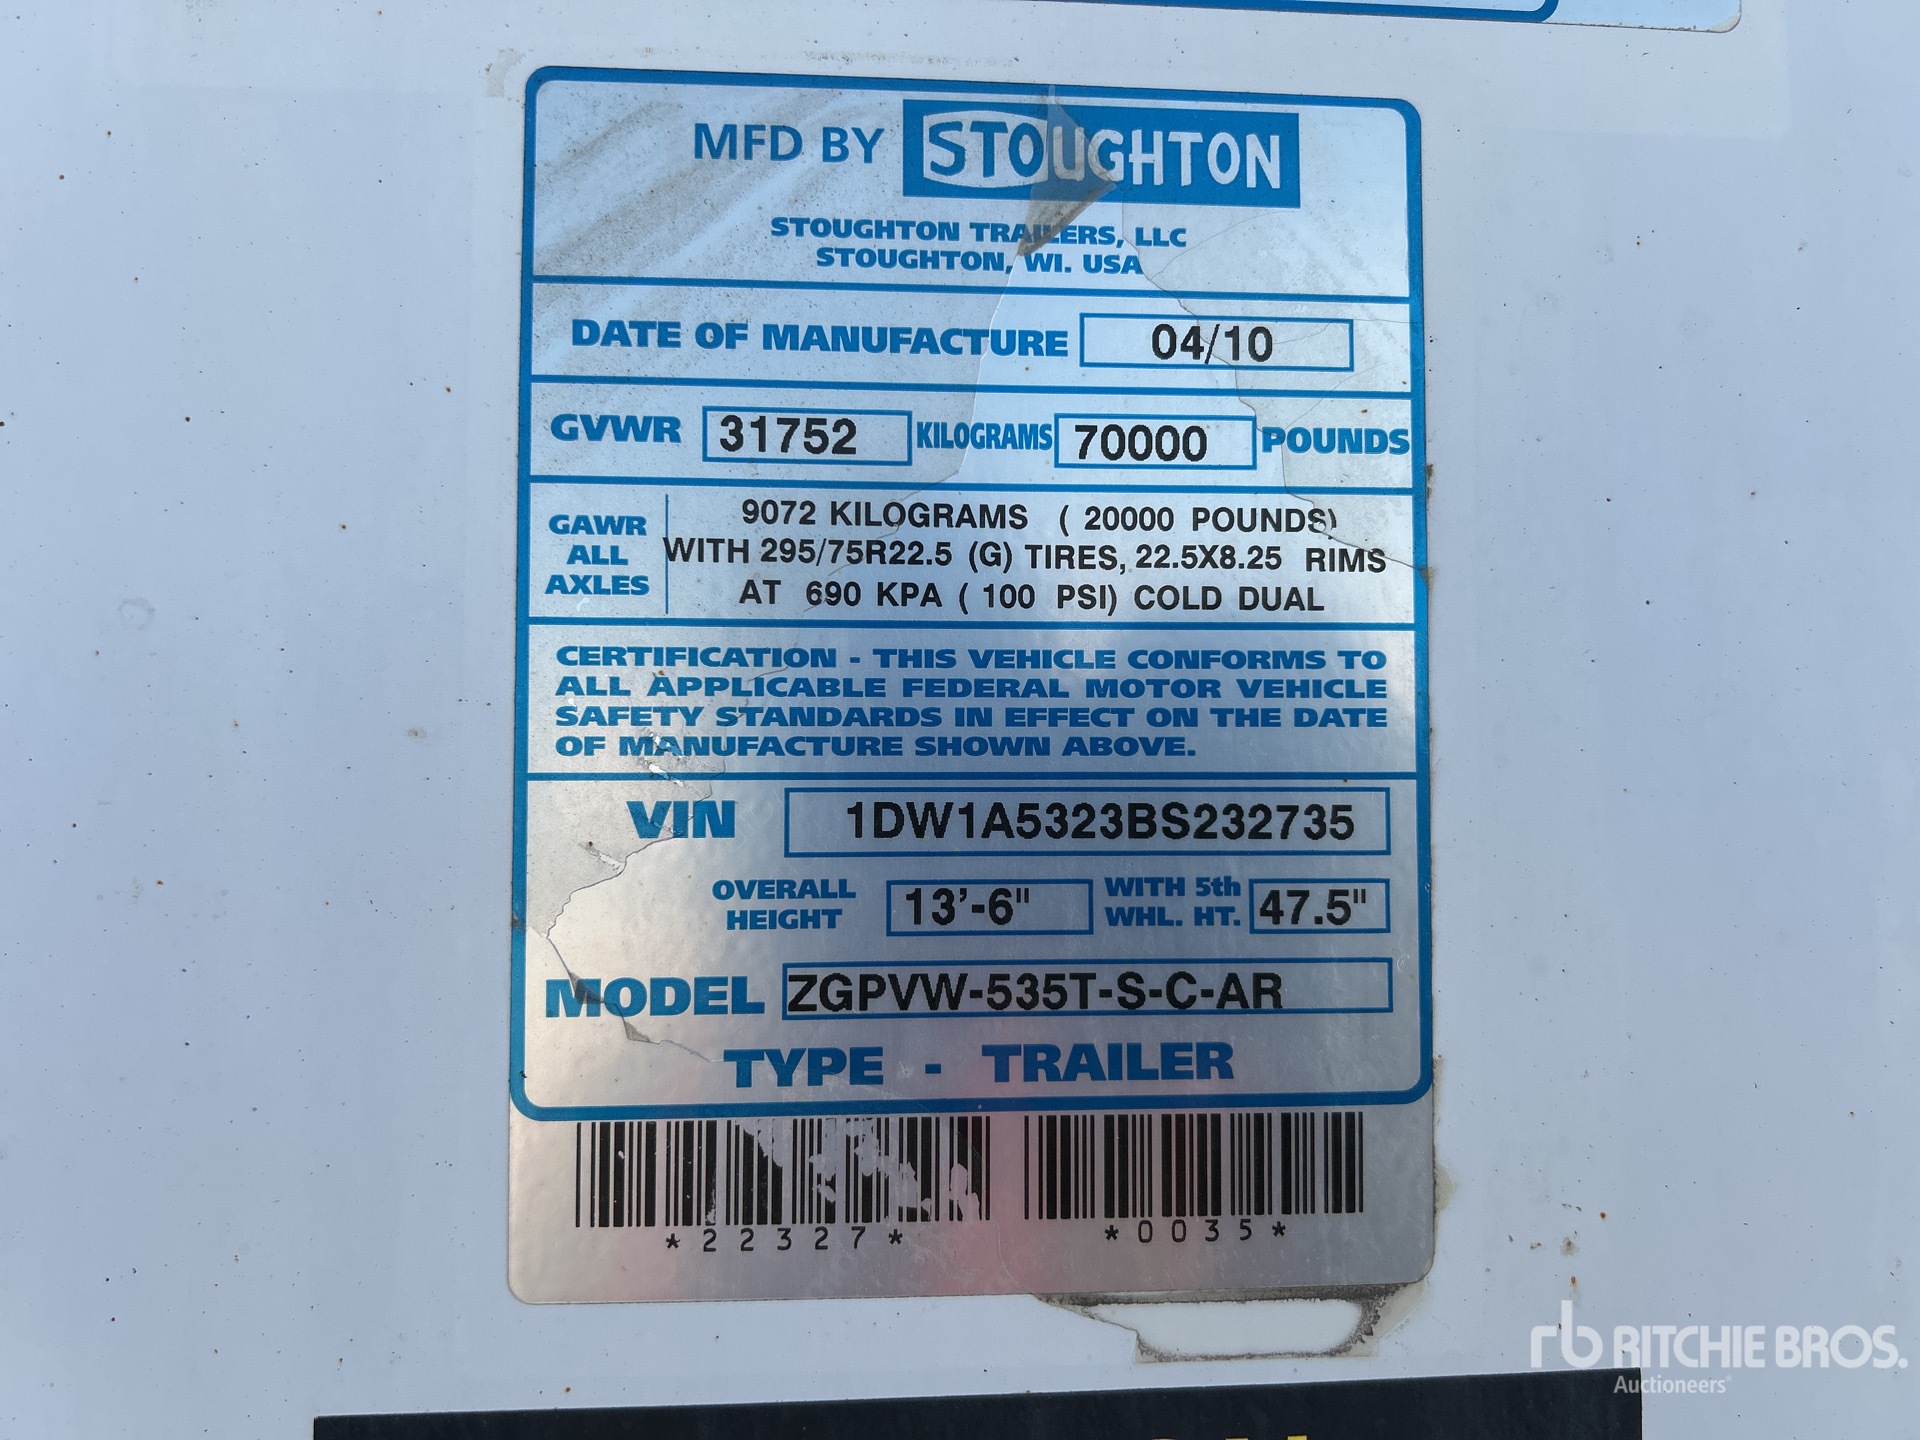 MFD BY STOUGHTON
STOUGHTON TRAILERS, LLC
STOUGHTON, WI. USA
DATE OF MANUFACTURE 04/10
GVWR 31752 KILOGRAMS 70000 POUNDS
GAWR ALL AXLES
9072 KILOGRAMS ( 20000 POUNDS)
WITH 295/75R22.5 (G) TIRES, 22.5X8.25 RIMS
AT 690 KPA ( 100 PSI) COLD DUAL
CERTIFICATION - THIS VEHICLE CONFORMS TO
ALL APPLICABLE FEDERAL MOTOR VEHICLE
SAFETY STANDARDS IN EFFECT ON THE DATE
OF MANUFACTURE SHOWN ABOVE.
VIN 1DW1A5323BS232735
OVERALL HEIGHT 13'-6" WITH 5th WHL. HT. 47.5"
MODEL ZGPVW-535T-S-C-AR
TYPE - TRAILER
*22327* *0035*
rb RITCHIE BROS.
Auctioneers